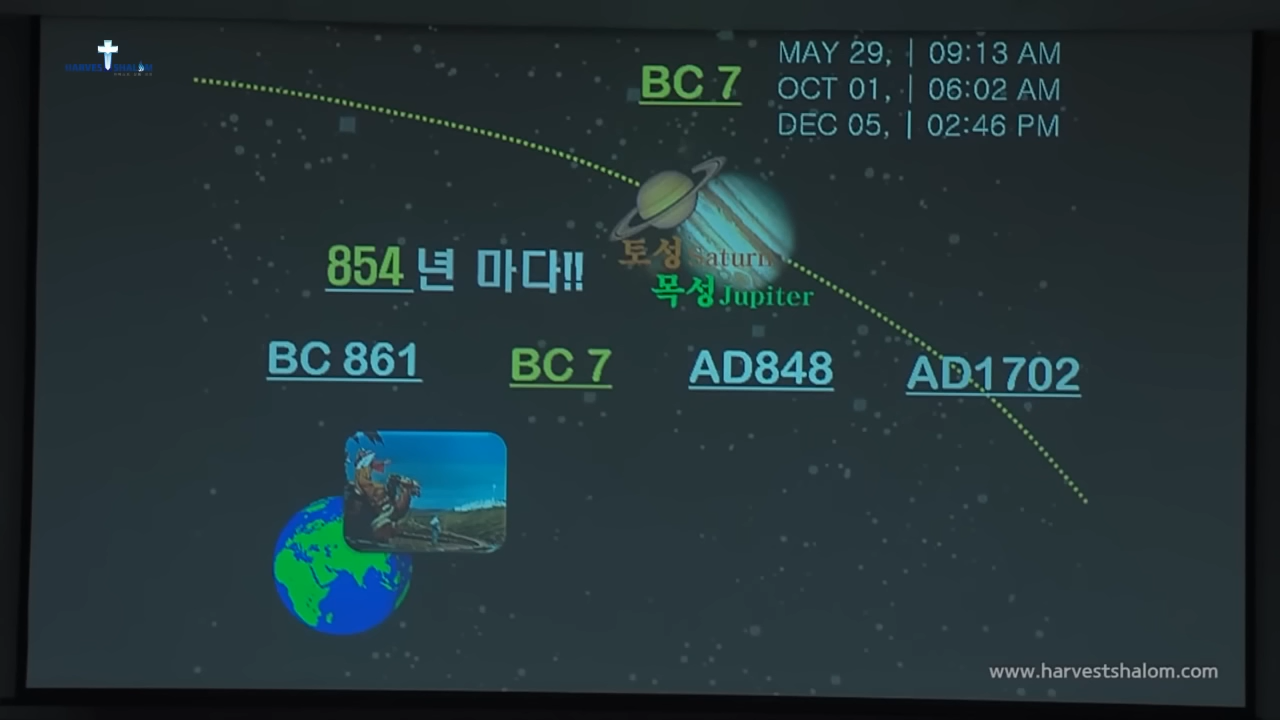 HARVEST SHALOM
BC 7
MAY 29, | 09:13 AM
OCT 01, | 06:02 AM
DEC 05, | 02:46 PM
854년 마다!!
토성Saturn
목성Jupiter
BC 861
BC 7
AD848
AD1702
www.harvestshalom.com